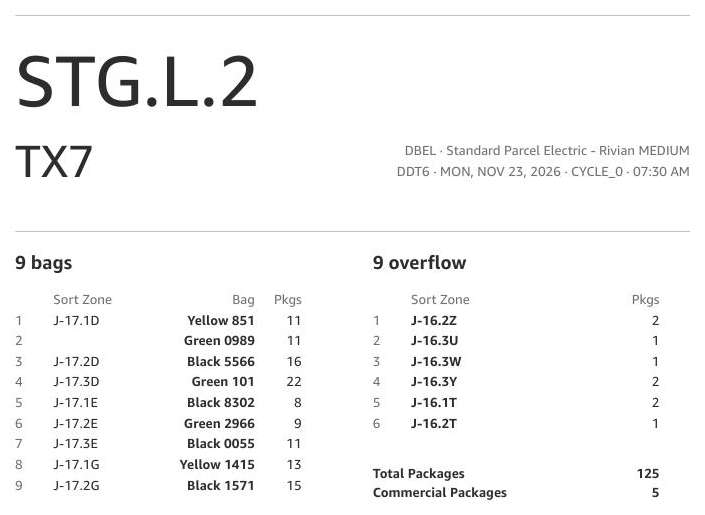 STG.L.2
TX7
DBEL · Standard Parcel Electric - Rivian MEDIUM
DDT6 · MON, NOV 23, 2026 · CYCLE_0 · 07:30 AM
9 bags
Sort Zone Bag Pkgs
1 J-17.1D Yellow 851 11
2 Green 0989 11
3 J-17.2D Black 5566 16
4 J-17.3D Green 101 22
5 J-17.1E Black 8302 8
6 J-17.2E Green 2966 9
7 J-17.3E Black 0055 11
8 J-17.1G Yellow 1415 13
9 J-17.2G Black 1571 15
9 overflow
Sort Zone Pkgs
1 J-16.2Z 2
2 J-16.3U 1
3 J-16.3W 1
4 J-16.3Y 2
5 J-16.1T 2
6 J-16.2T 1
Total Packages 125
Commercial Packages 5